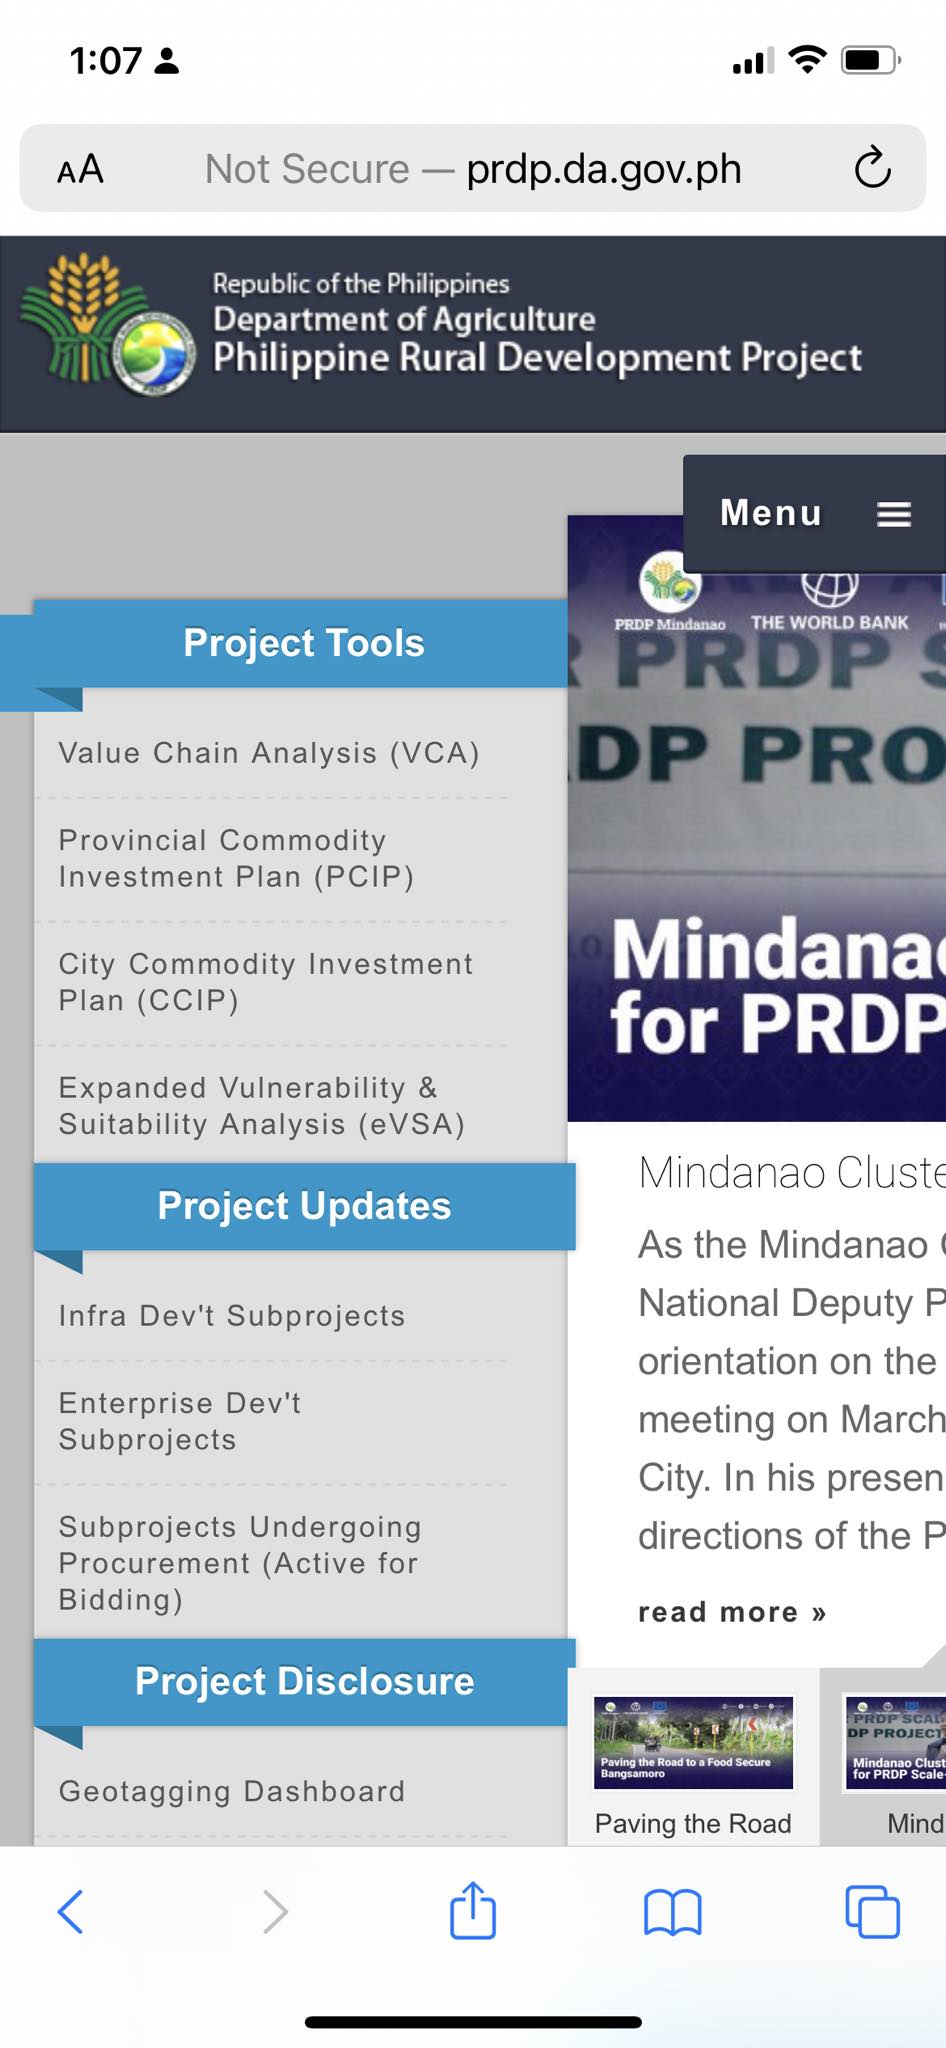 1:07
AA Not Secure — prdp.da.gov.ph
Republic of the Philippines
Department of Agriculture
Philippine Rural Development Project
Menu
PRDP Mindanao
THE WORLD BANK
R PRDP S
DP PRO
Mindanao
for PRDP
Project Tools
Value Chain Analysis (VCA)
Provincial Commodity
Investment Plan (PCIP)
City Commodity Investment
Plan (CCIP)
Expanded Vulnerability &
Suitability Analysis (eVSA)
Project Updates
Infra Dev't Subprojects
Enterprise Dev't
Subprojects
Subprojects Undergoing
Procurement (Active for
Bidding)
Project Disclosure
Geotagging Dashboard
Mindanao Cluste
As the Mindanao
National Deputy P
orientation on the
meeting on March
City. In his presen
directions of the P
read more »
Paving the Road to a Food Secure
Bangsamoro
Paving the Road
PRDP SCAL
DP PROJECT
Mindanao Clust
for PRDP Scale-
Mind